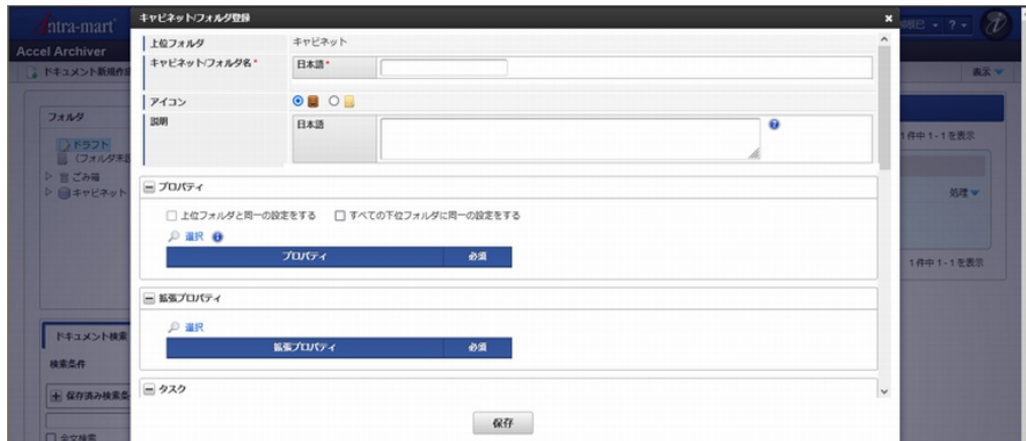 intra-mart
キャビネット/フォルダ登録
Accel Archiver
ドキュメント新規作成
表示
フォルダ
ドラフト
(フォルダ未設
ごみ箱
キャビネット
上位フォルダ
キャビネット
キャビネット/フォルダ名*
日本語*
アイコン
説明
日本語
プロパティ
上位フォルダと同一の設定をする
すべての下位フォルダに同一の設定をする
選択
プロパティ
必須
拡張プロパティ
選択
拡張プロパティ
必須
タスク
保存
1件中 1 - 1 を表示
処理
1件中 1 - 1 を表示
ドキュメント検索
検索条件
保存済み検索条
全文検索